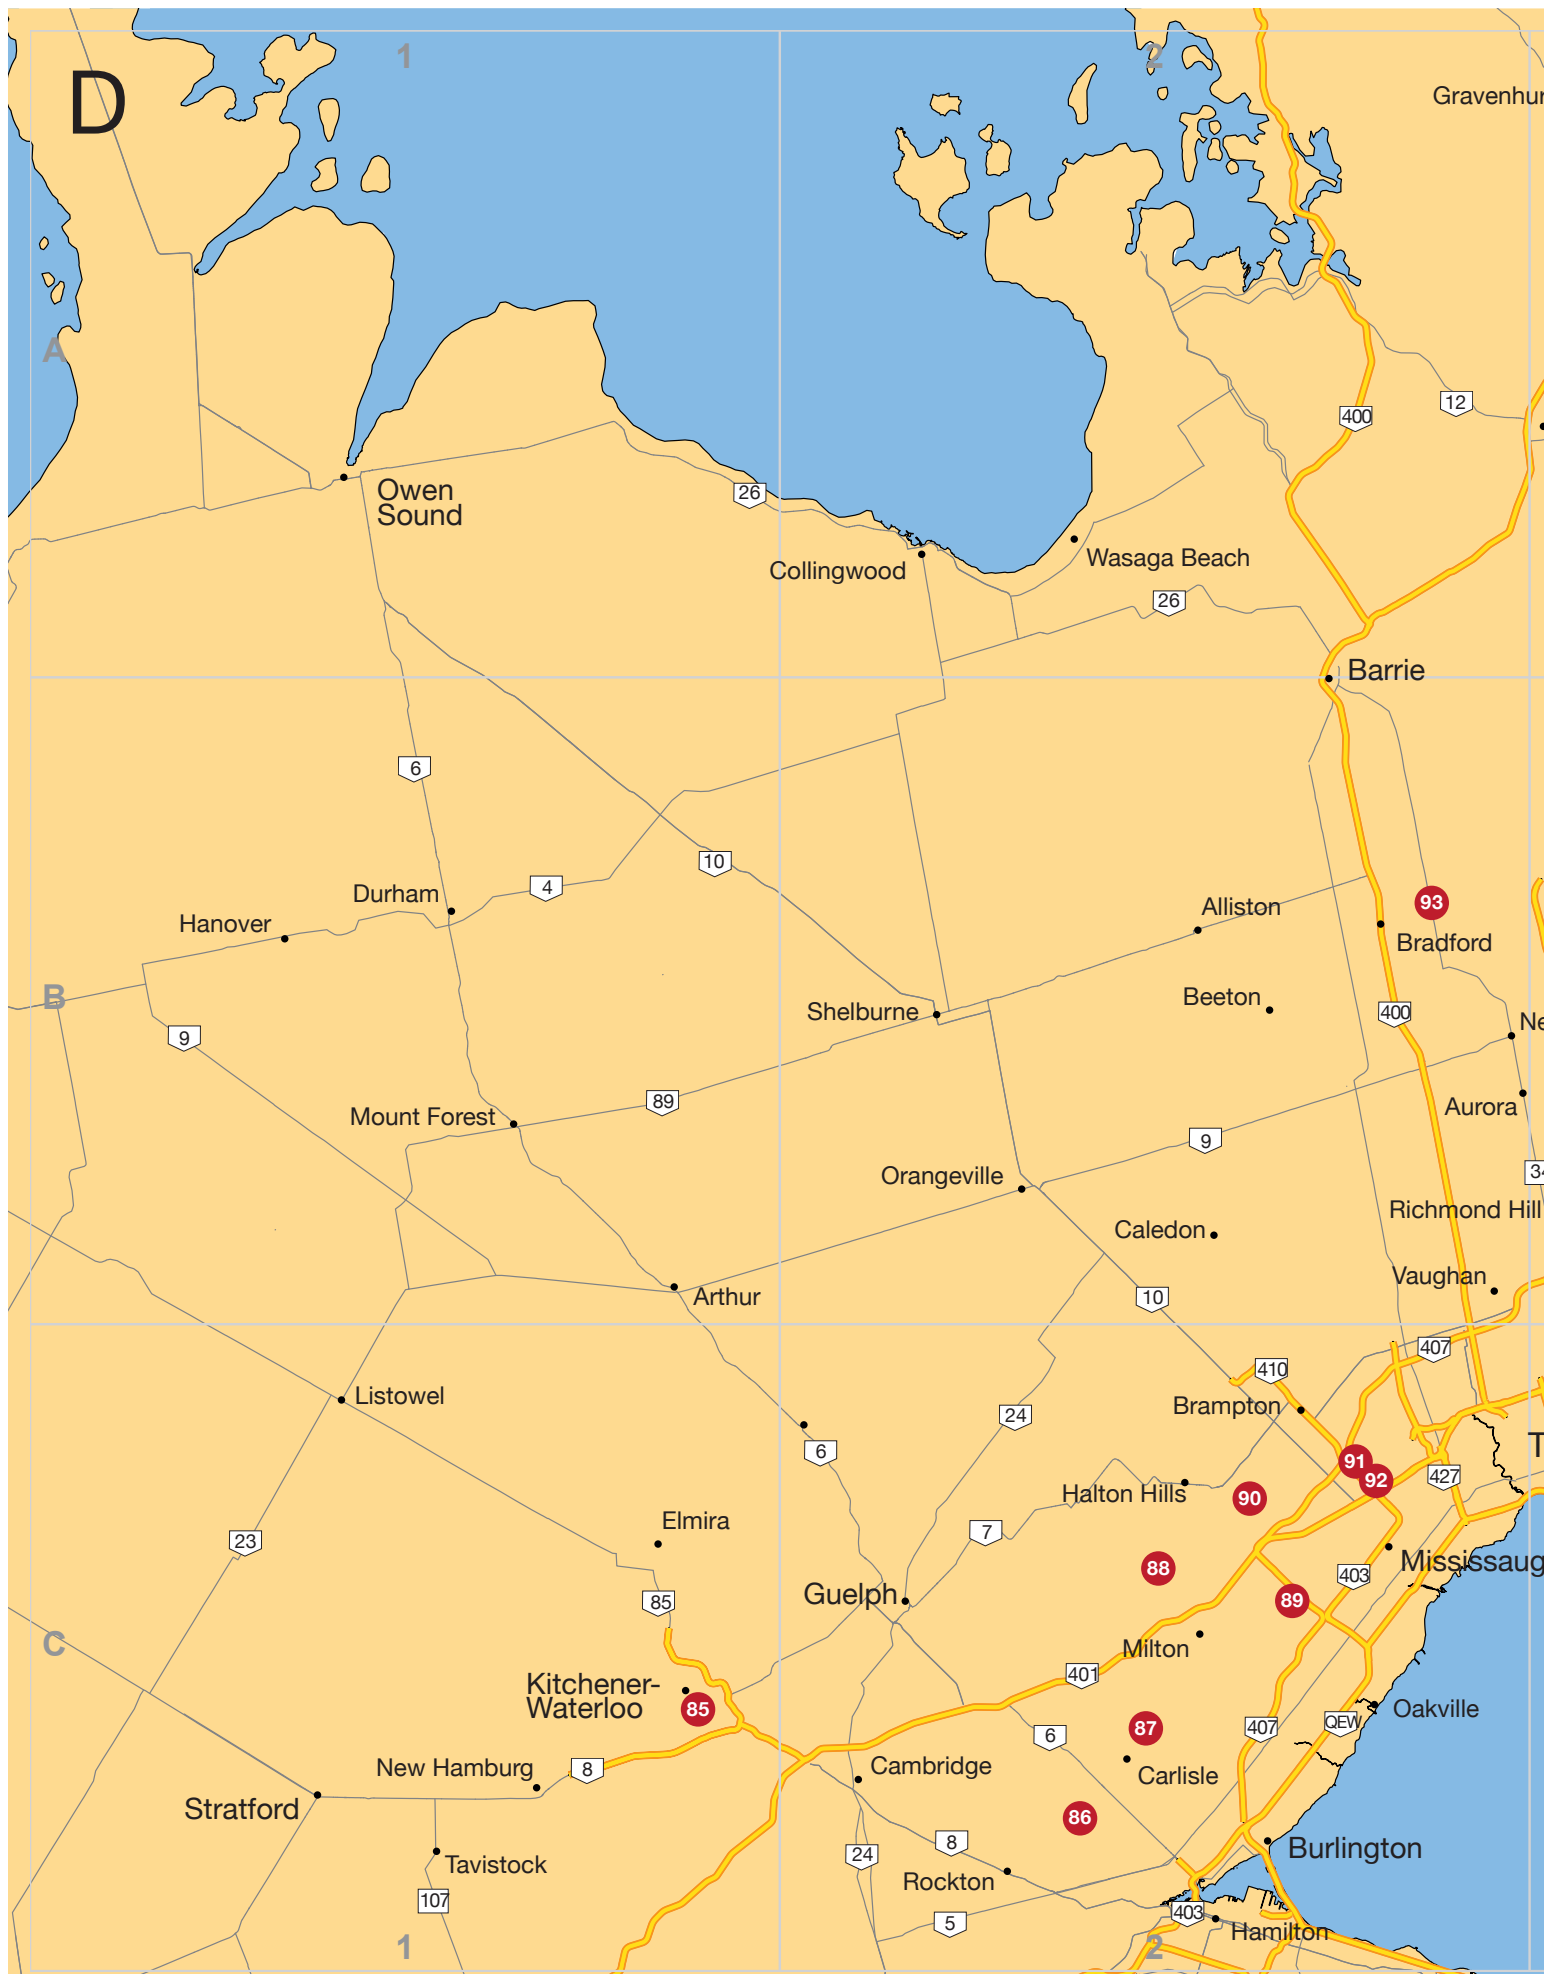 1
2
D
Gravenhur
A
12
400
Owen
Sound
26
Collingwood
Wasaga Beach
26
Barrie
6
10
4
Durham
Hanover
Alliston
93
Bradford
B
Beeton
400
Shelburne
Ne
9
89
Mount Forest
Aurora
9
Orangeville
34
Richmond Hill
Caledon
Vaughan
10
Arthur
407
410
Listowel
Brampton
24
6
T
91
92
427
Halton Hills
90
Elmira
7
23
88
Mississaug
403
Guelph
85
89
C
Milton
401
Kitchener-
Waterloo
85
Oakville
87
407
QEW
6
New Hamburg
8
Cambridge
Carlisle
Stratford
86
8
Burlington
24
Tavistock
Rockton
107
403
5
Hamilton
1
2